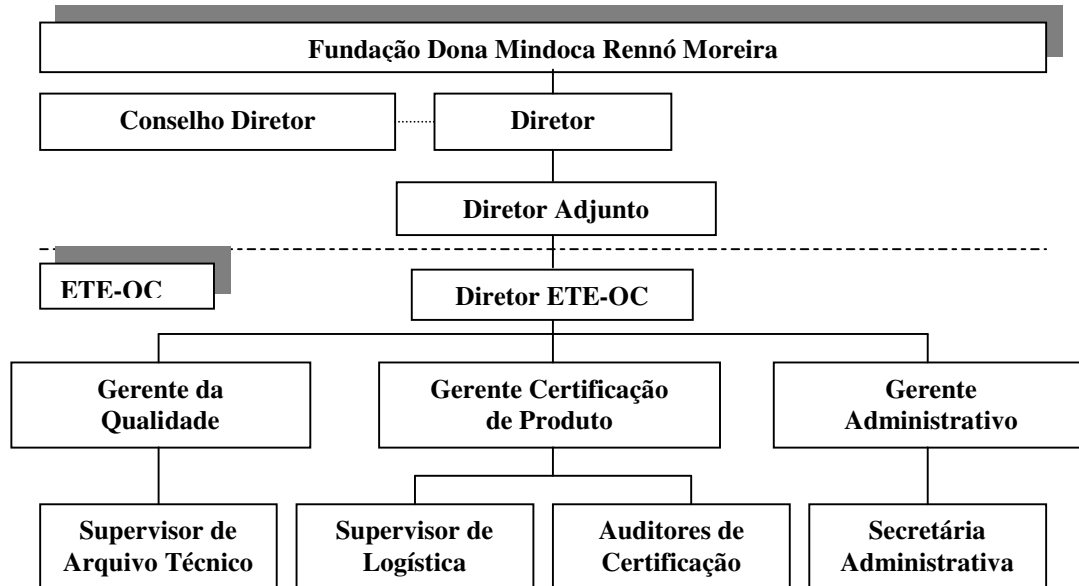 Fundação Dona Mindoca Rennó Moreira
Conselho Diretor
Diretor
Diretor Adjunto
ETE-OC
Diretor ETE-OC
Gerente da
Qualidade
Gerente Certificação
de Produto
Gerente
Administrativo
Supervisor de
Arquivo Técnico
Supervisor de
Logística
Auditores de
Certificação
Secretária
Administrativa